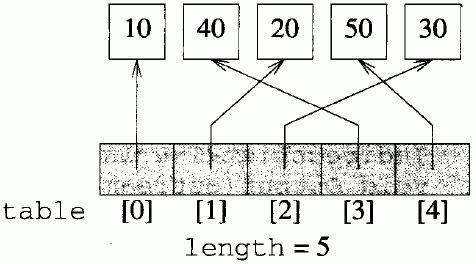 10 40 20 50 30
table [0] [1] [2] [3] [4]
length = 5